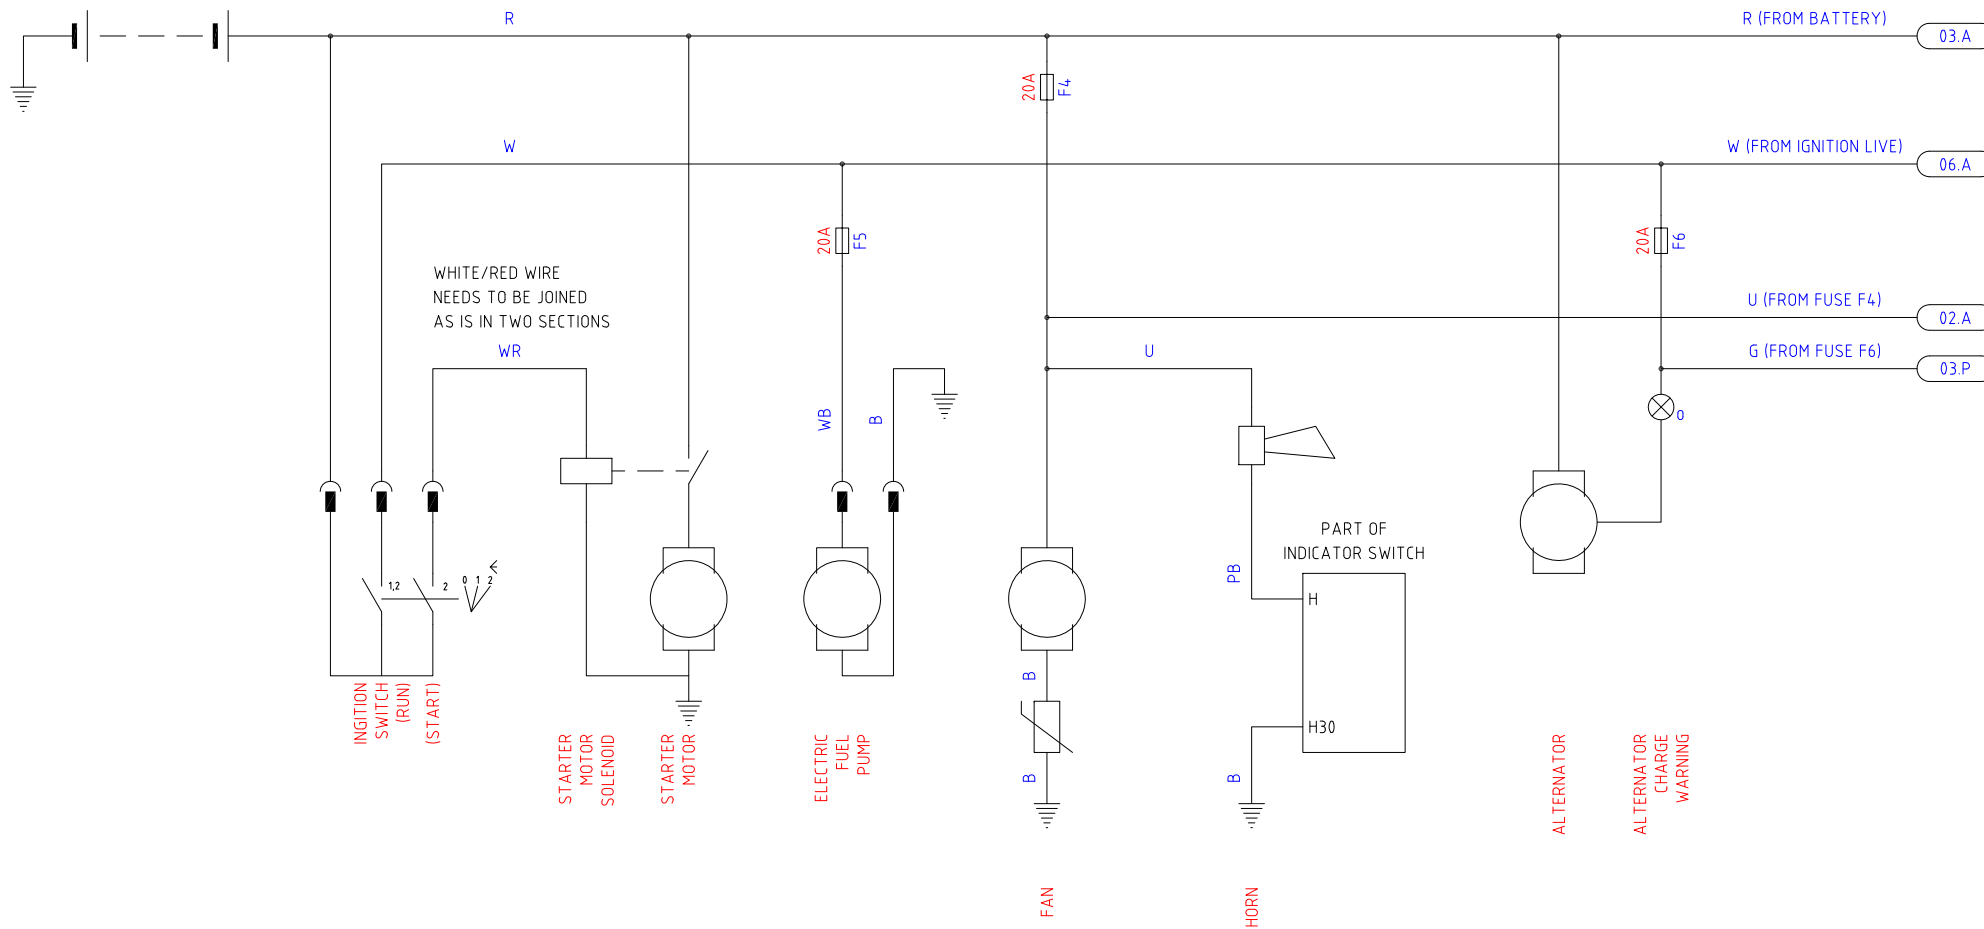 R
R (FROM BATTERY)
03.A
20A
F4
W
W (FROM IGNITION LIVE)
06.A
20A
F5
20A
F6
WHITE/RED WIRE
NEEDS TO BE JOINED
AS IS IN TWO SECTIONS
U (FROM FUSE F4)
02.A
WR
U
G (FROM FUSE F6)
03.P
WB
B
O
PART OF
INDICATOR SWITCH
1,2
2
0 1 2
PB
H
B
H30
B
B
INGITION
SWITCH
(RUN)
(START)
STARTER
MOTOR
SOLENOID
STARTER
MOTOR
ELECTRIC
FUEL
PUMP
FAN
HORN
ALTERNATOR
ALTERNATOR
CHARGE
WARNING